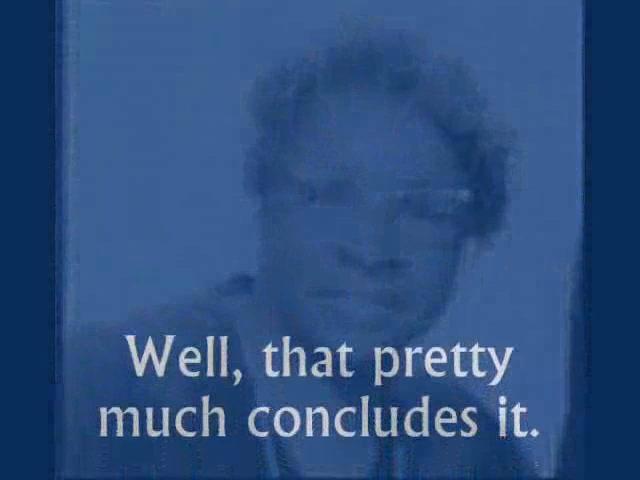 Well, that pretty
much concludes it.